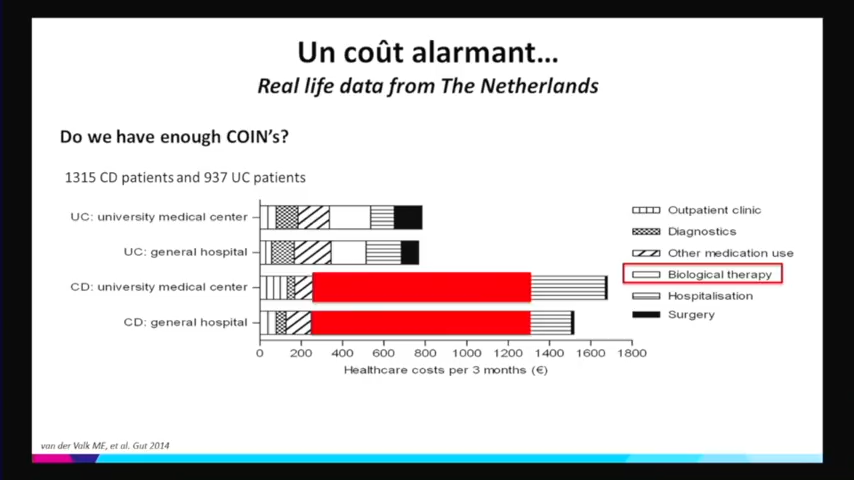 Un coût alarmant…
Real life data from The Netherlands
Do we have enough COIN's?
1315 CD patients and 937 UC patients
UC: university medical center
UC: general hospital
CD: university medical center
CD: general hospital
0 200 400 600 800 1000 1200 1400 1600 1800
Healthcare costs per 3 months (€)
Outpatient clinic
Diagnostics
Other medication use
Biological therapy
Hospitalisation
Surgery
van der Valk ME, et al. Gut 2014